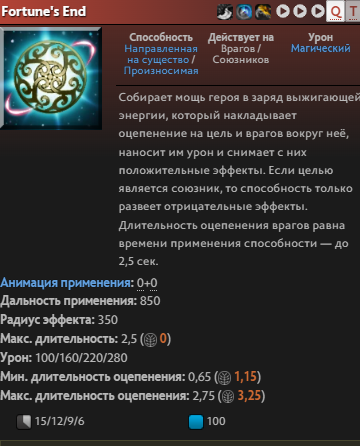 Fortune's End
Q T
Способность
Направленная
на существо /
Произносимая
Действует на
Врагов /
Союзников
Урон
Магический
Собирает мощь героя в заряд выжигающей
энергии, который накладывает
оцепенение на цель и врагов вокруг неё,
наносит им урон и снимает с них
положительные эффекты. Если целью
является союзник, то способность только
развеет отрицательные эффекты.
Длительность оцепенения врагов равна
времени применения способности — до
2,5 сек.
Анимация применения: 0+0
Дальность применения: 850
Радиус эффекта: 350
Макс. длительность: 2,5 (0)
Урон: 100/160/220/280
Мин. длительность оцепенения: 0,65 (1,15)
Макс. длительность оцепенения: 2,75 (3,25)
15/12/9/6 100